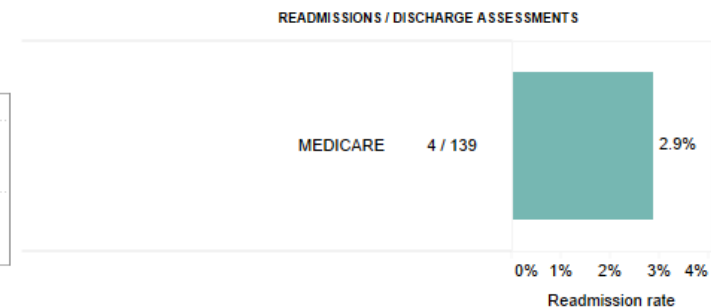 READMISSIONS / DISCHARGE ASSESSMENTS
MEDICARE 4 / 139 2.9%
0% 1% 2% 3% 4%
Readmission rate